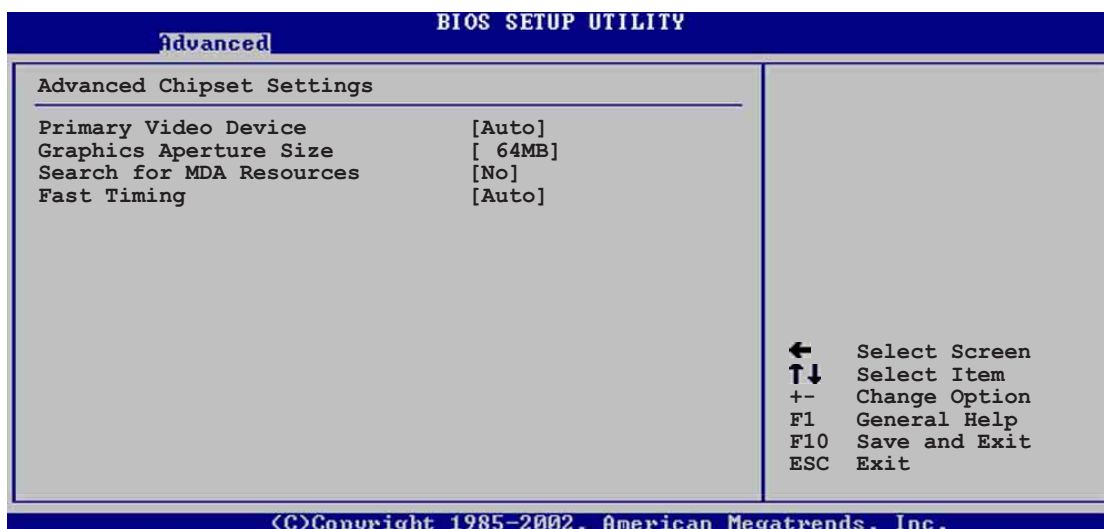 BIOS SETUP UTILITY
Advanced
Advanced Chipset Settings
Primary Video Device [Auto]
Graphics Aperture Size [ 64MB]
Search for MDA Resources [No]
Fast Timing [Auto]
← Select Screen
↑↓ Select Item
+- Change Option
F1 General Help
F10 Save and Exit
ESC Exit
(C)Copyright 1985-2002, American Megatrends, Inc.